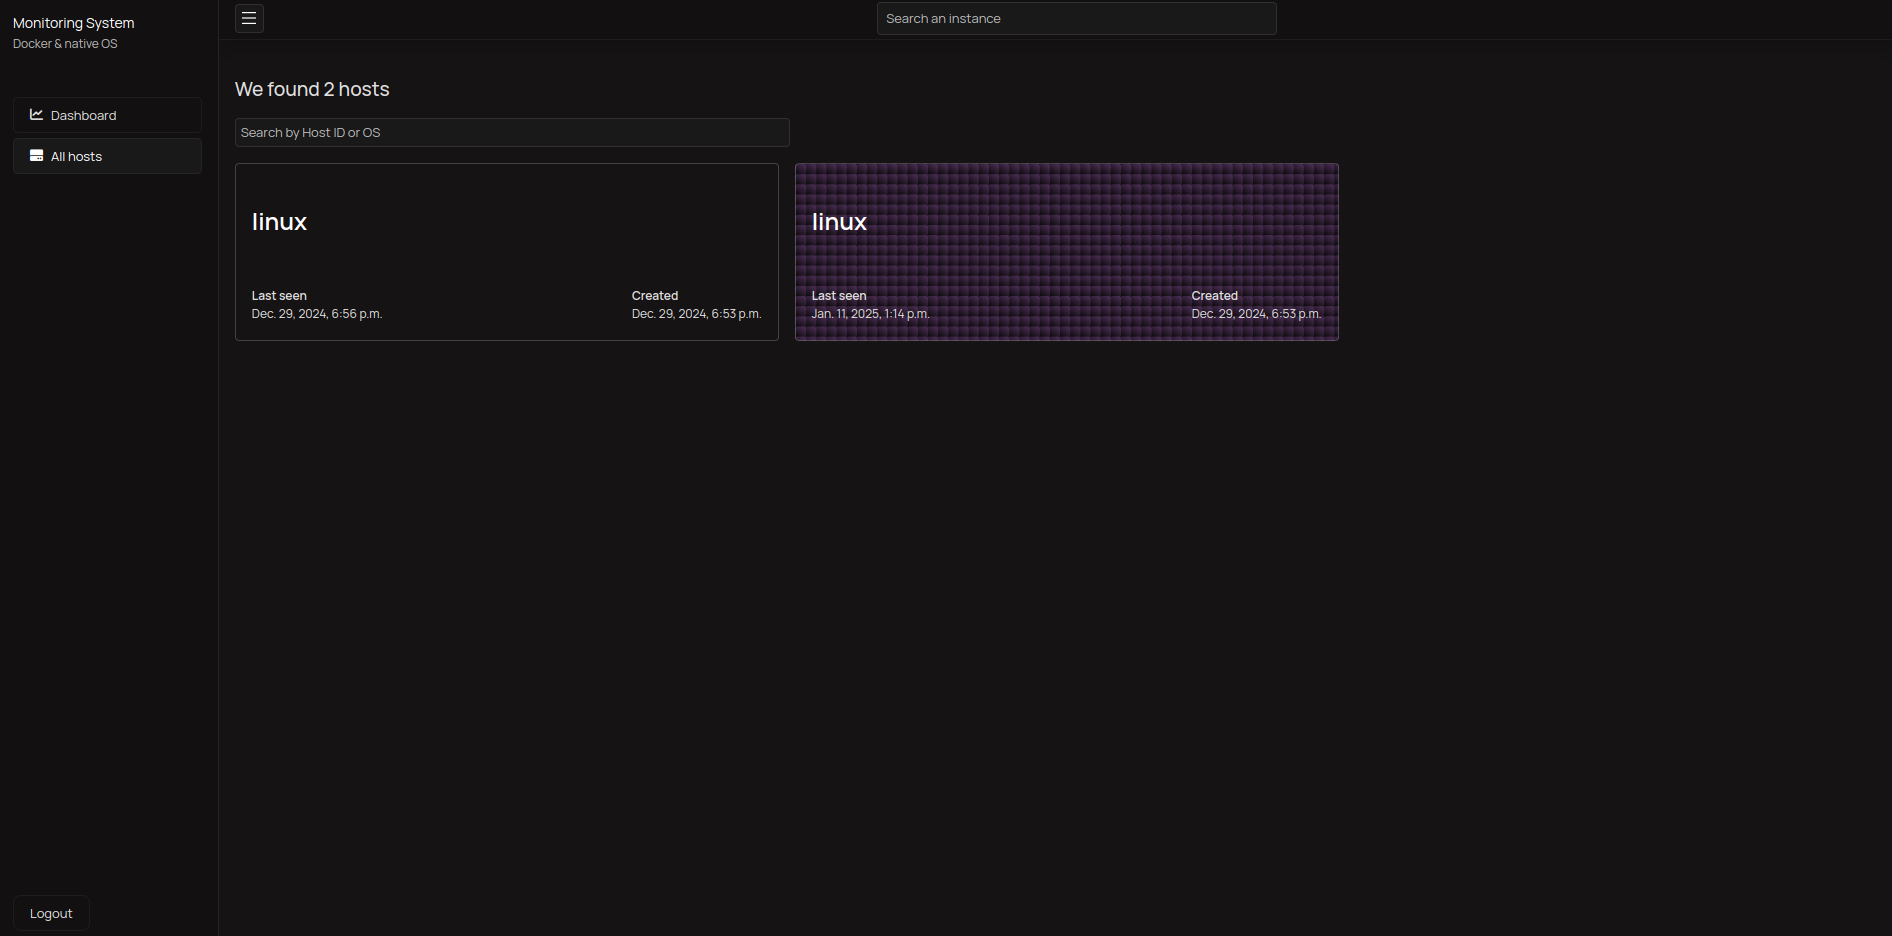 Monitoring System
Docker & native OS
Dashboard
All hosts
Logout
Search an instance
We found 2 hosts
Search by Host ID or OS
linux
Last seen
Dec. 29, 2024, 6:56 p.m.
Created
Dec. 29, 2024, 6:53 p.m.
linux
Last seen
Jan. 11, 2025, 1:14 p.m.
Created
Dec. 29, 2024, 6:53 p.m.